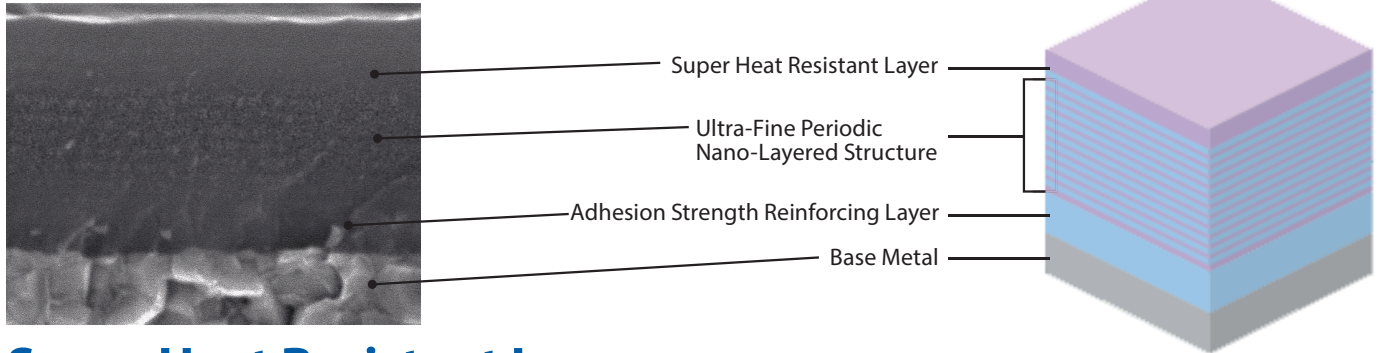 Super Heat Resistant Layer
Ultra-Fine Periodic
Nano-Layered Structure
Adhesion Strength Reinforcing Layer
Base Metal